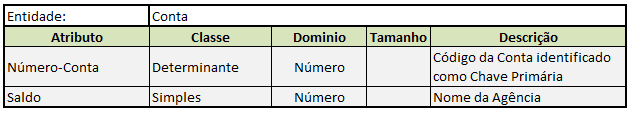 Entidade: Conta
Atributo Classe Dominio Tamanho Descrição
Número-Conta Determinante Número Código da Conta identificado
como Chave Primária
Saldo Simples Número Nome da Agência